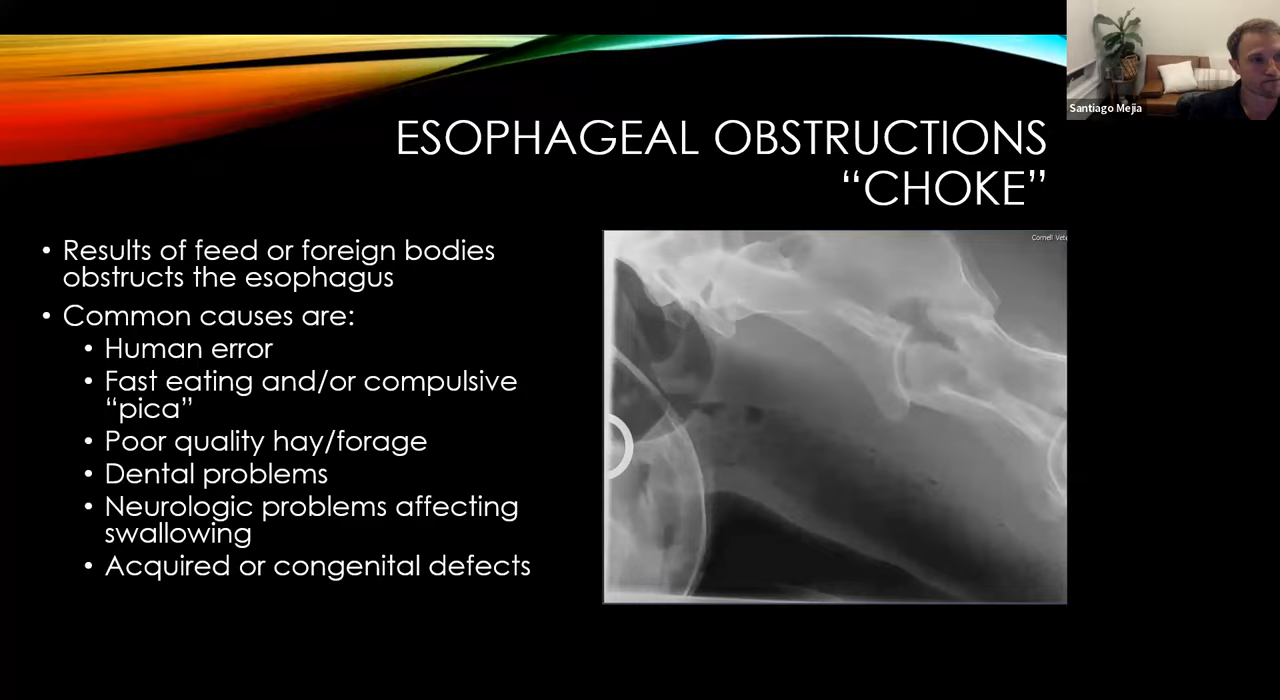 Santiago Mejia
ESOPHAGEAL OBSTRUCTIONS
“CHOKE”
• Results of feed or foreign bodies
obstructs the esophagus
• Common causes are:
• Human error
• Fast eating and/or compulsive
“pica”
• Poor quality hay/forage
• Dental problems
• Neurologic problems affecting
swallowing
• Acquired or congenital defects
Cornell Vete